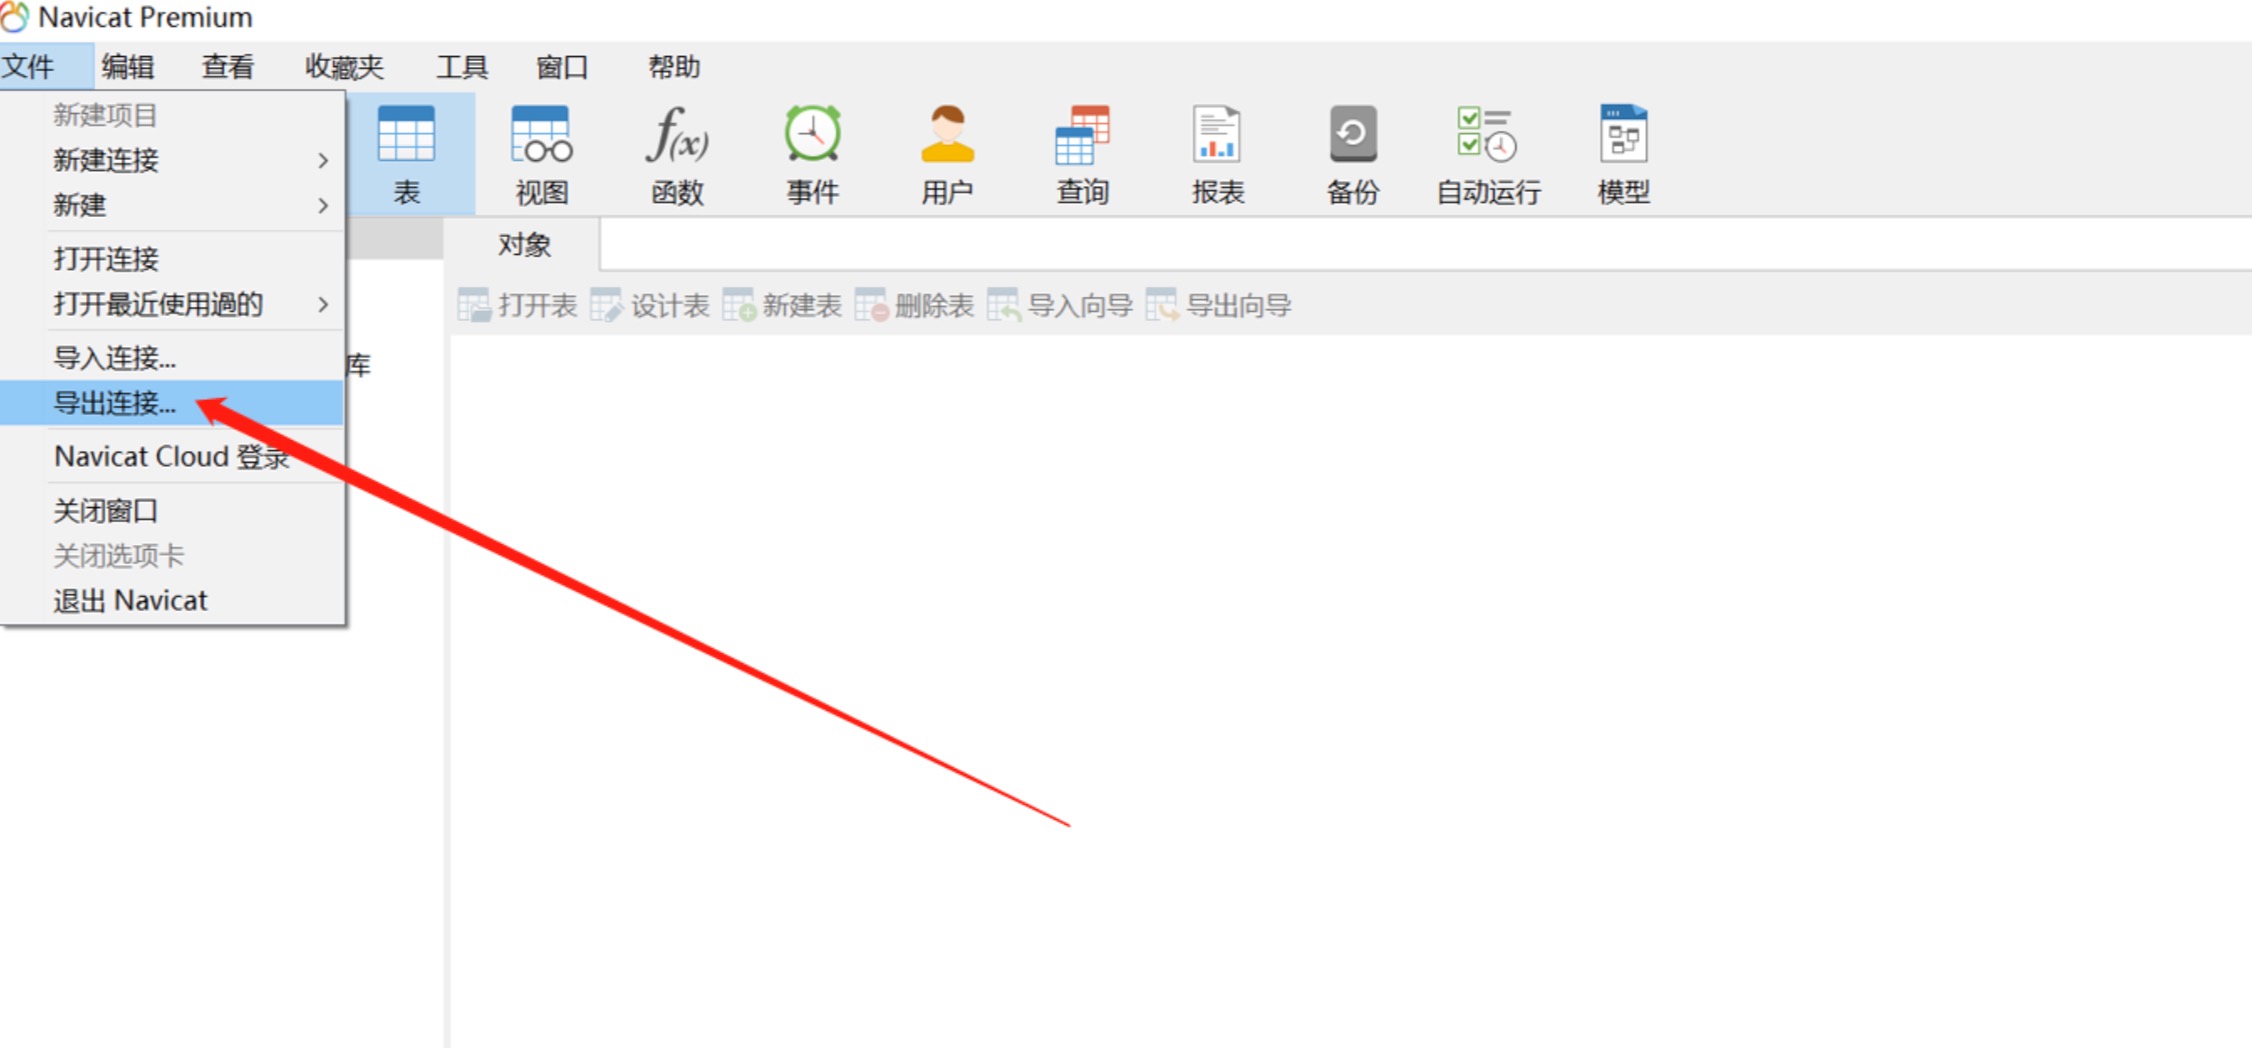 Navicat Premium
文件 编辑 查看 收藏夹 工具 窗口 帮助
新建项目
新建连接
新建
打开连接
打开最近使用過的
导入连接...
导出连接...
Navicat Cloud 登录
关闭窗口
关闭选项卡
退出 Navicat
表 视图 f(x) 函数 事件 用户 查询 报表 备份 自动运行 模型
对象
打开表 设计表 新建表 删除表 导入向导 导出向导
库